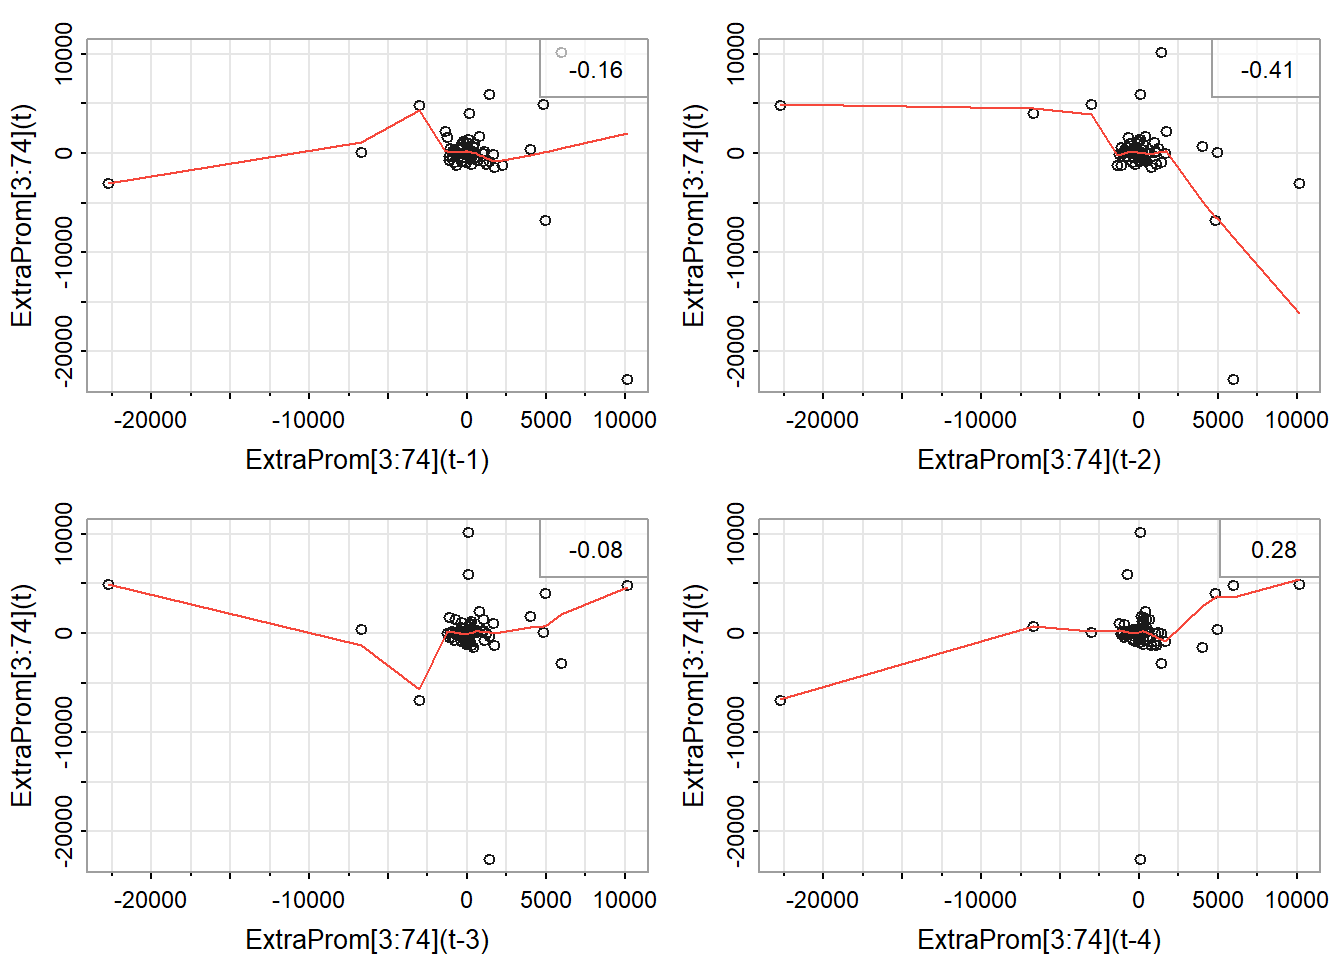 10000
0
-10000
-20000
ExtraProm[3:74](t)
-0.16
-20000 -10000 0 5000 10000
ExtraProm[3:74](t-1)
10000
0
-10000
-20000
ExtraProm[3:74](t)
-0.41
-20000 -10000 0 5000 10000
ExtraProm[3:74](t-2)
10000
0
-10000
-20000
ExtraProm[3:74](t)
-0.08
-20000 -10000 0 5000 10000
ExtraProm[3:74](t-3)
10000
0
-10000
-20000
ExtraProm[3:74](t)
0.28
-20000 -10000 0 5000 10000
ExtraProm[3:74](t-4)